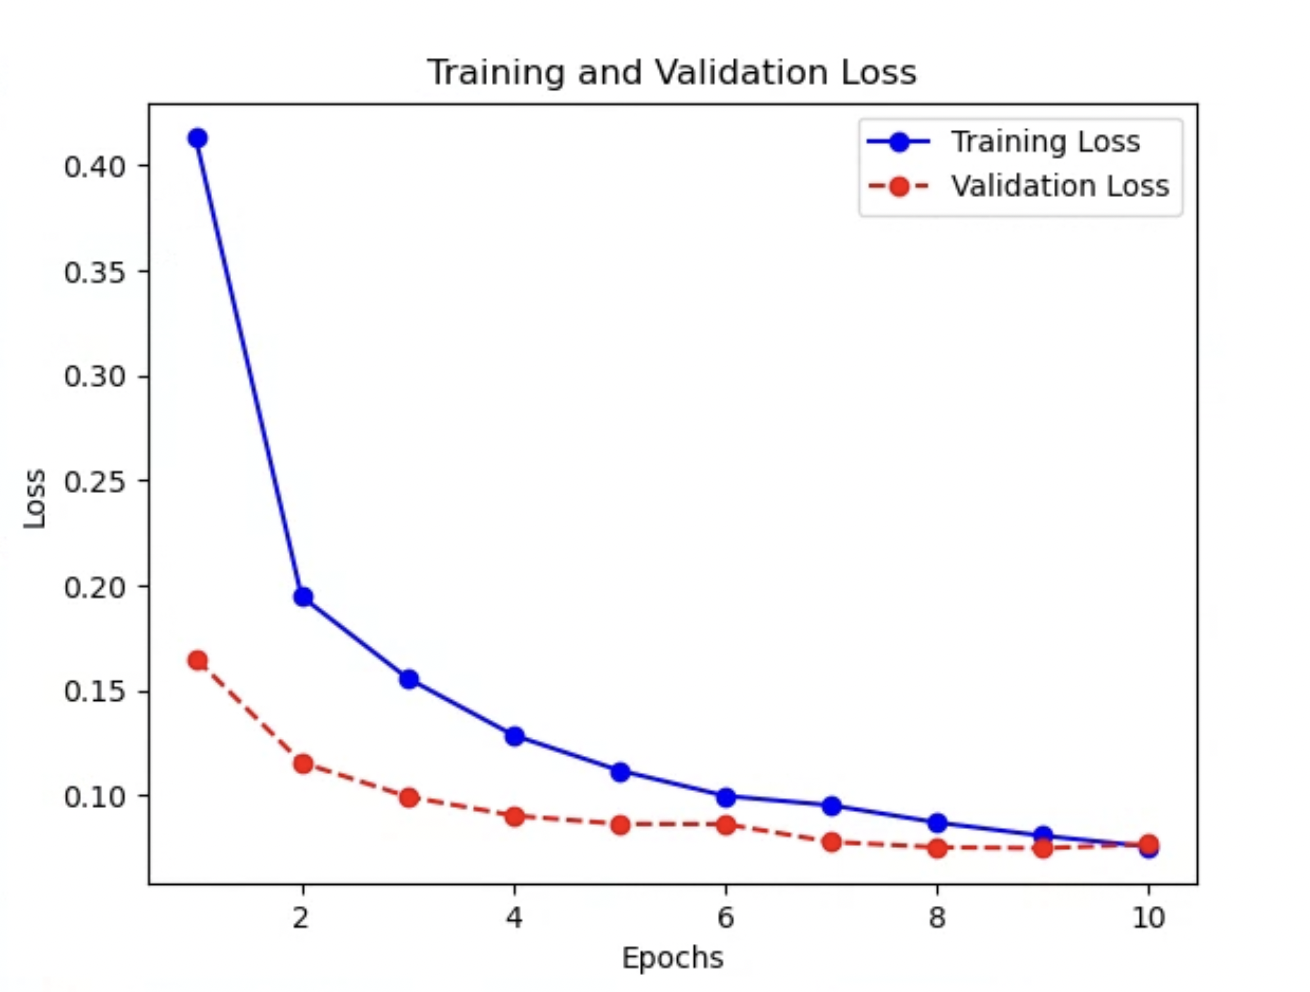 Training and Validation Loss
Training Loss
Validation Loss
0.40
0.35
0.30
0.25
0.20
0.15
0.10
Loss
2 4 6 8 10
Epochs